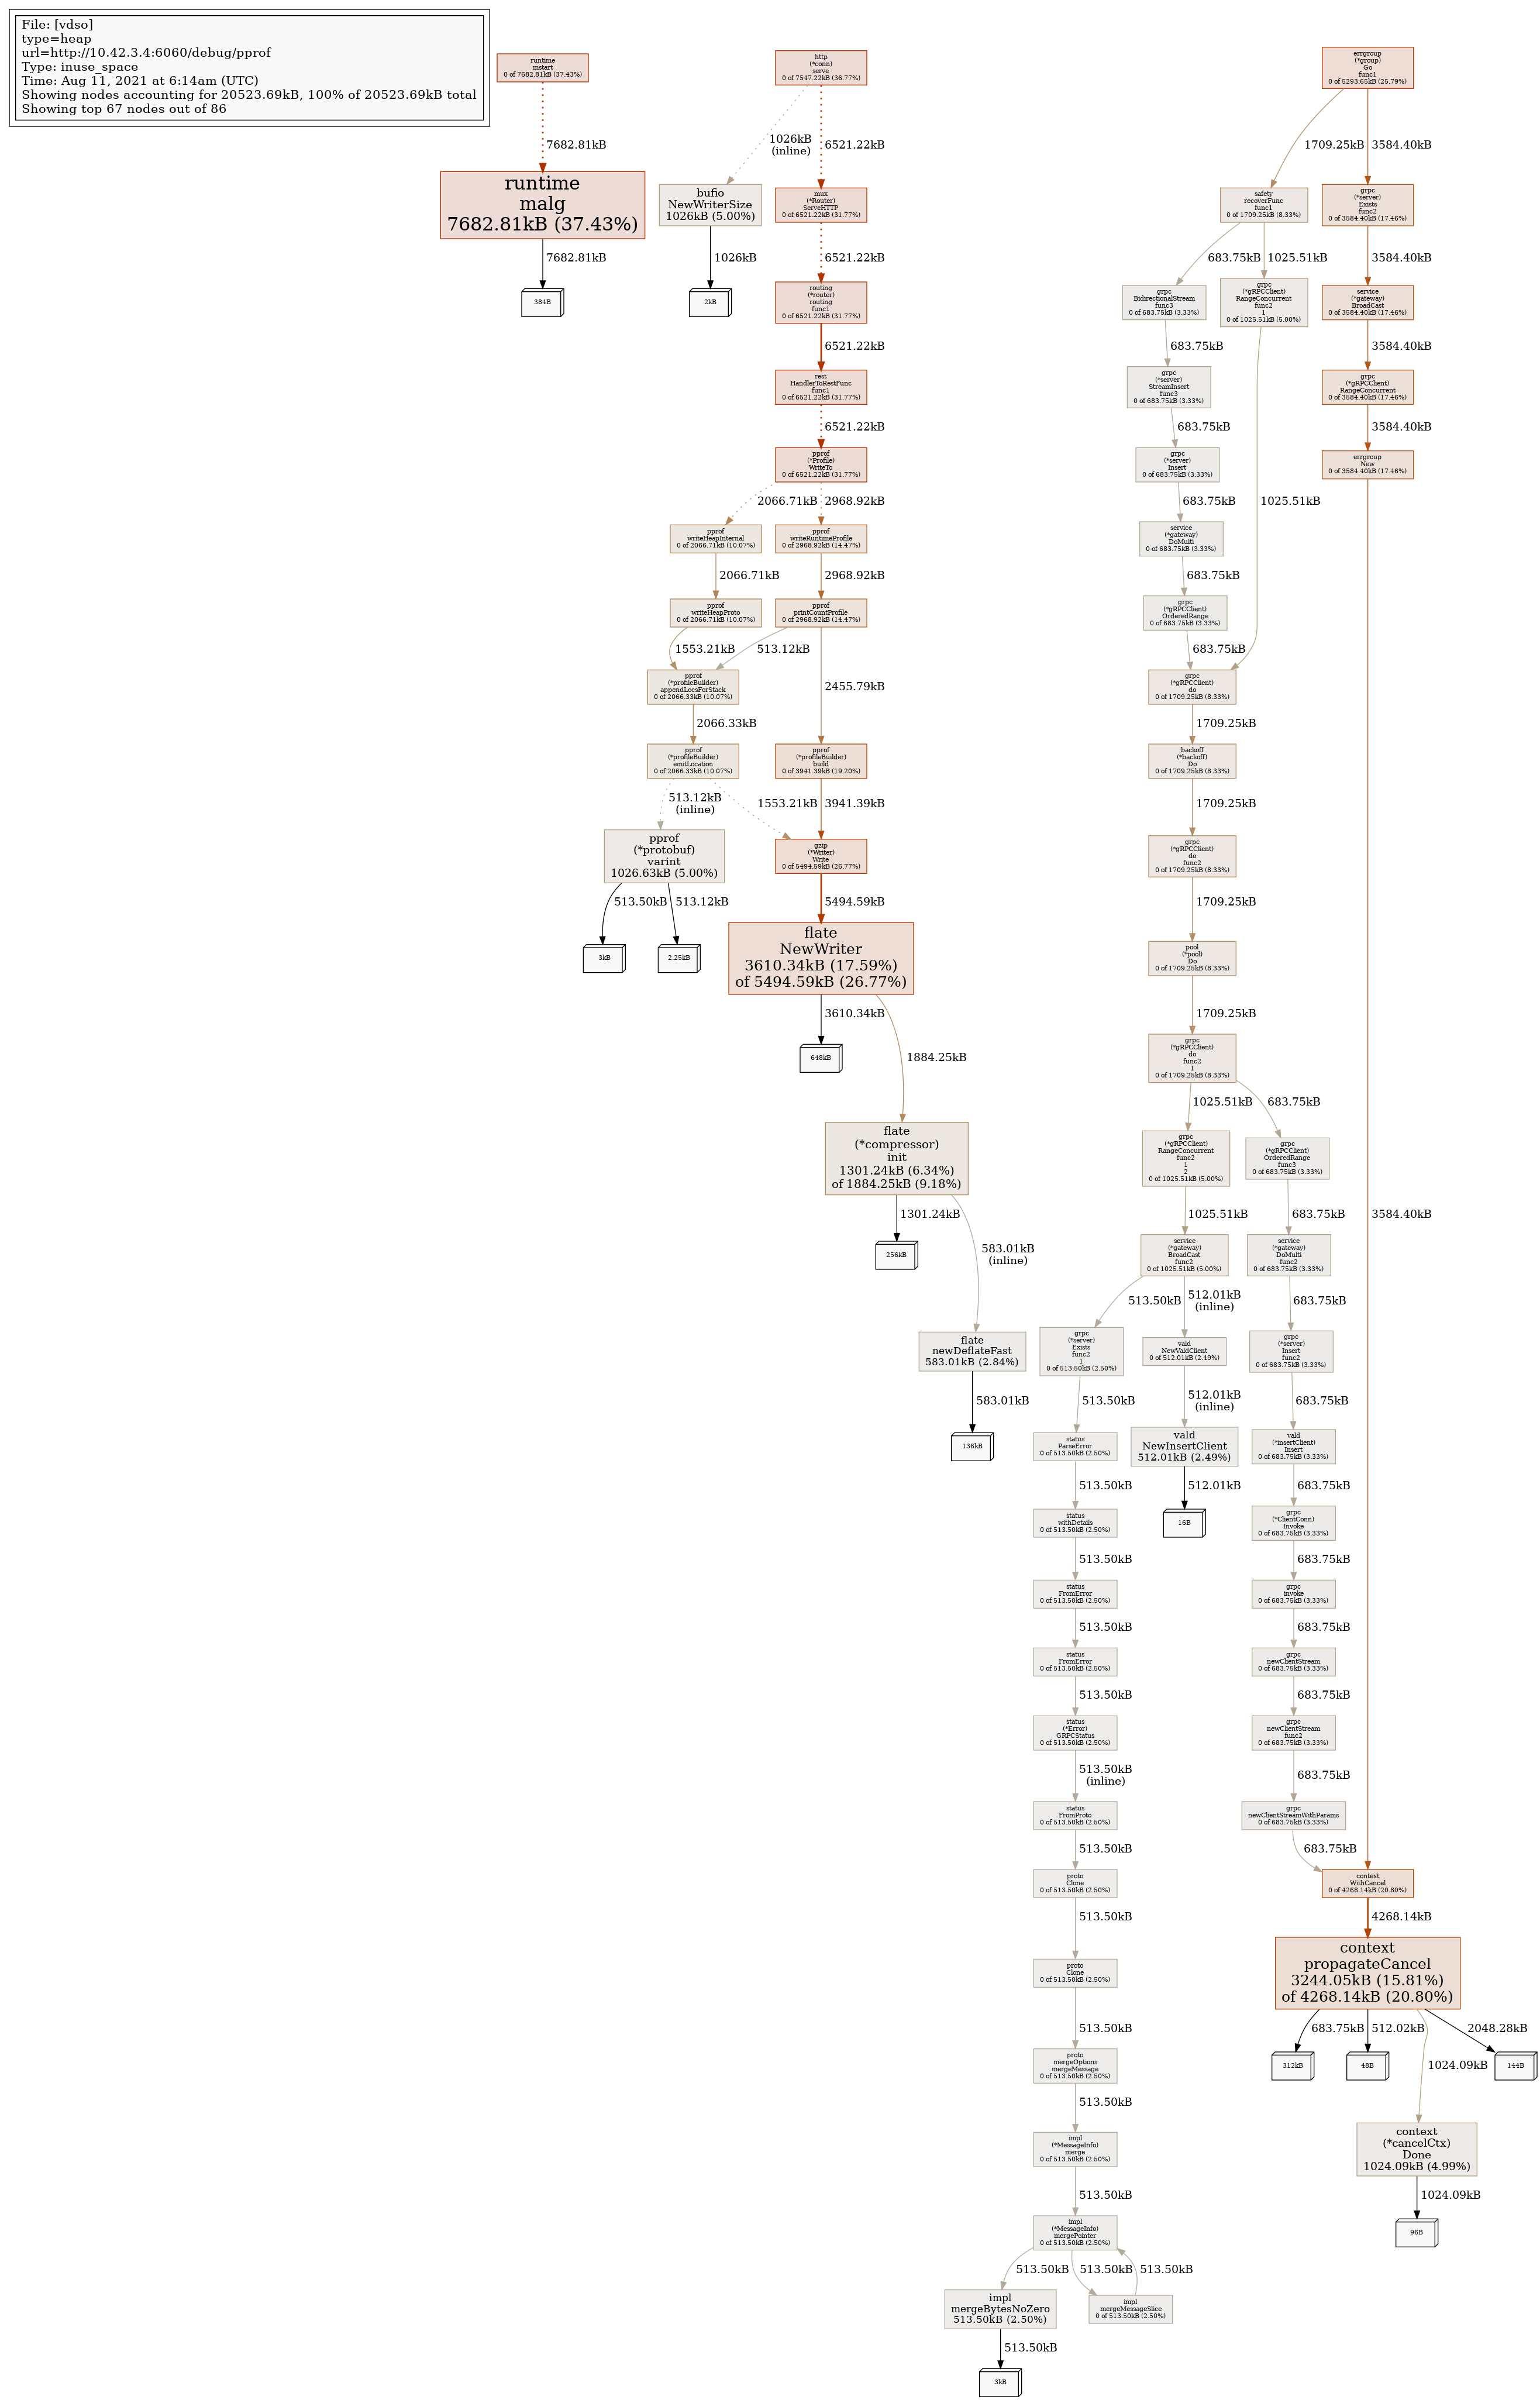 File: [vdso]
type=heap
url=http://10.42.3.4:6060/debug/pprof
Type: inuse_space
Time: Aug 11, 2021 at 6:14am (UTC)
Showing nodes accounting for 20523.69kB, 100% of 20523.69kB total
Showing top 67 nodes out of 86
runtime
mstart
0 of 7682.81kB (37.43%)
7682.81kB
runtime
malg
7682.81kB (37.43%)
7682.81kB
384B
http
(*conn)
serve
0 of 7547.22kB (36.77%)
1026kB
(inline)
6521.22kB
bufio
NewWriterSize
1026kB (5.00%)
1026kB
2kB
mux
(*Router)
ServeHTTP
0 of 6521.22kB (31.77%)
6521.22kB
routing
(*router)
routing
func1
0 of 6521.22kB (31.77%)
6521.22kB
rest
HandlerToRestFunc
func1
0 of 6521.22kB (31.77%)
6521.22kB
pprof
(*Profile)
WriteTo
0 of 6521.22kB (31.77%)
2066.71kB
2968.92kB
pprof
writeHeapInternal
0 of 2066.71kB (10.07%)
pprof
writeRuntimeProfile
0 of 2968.92kB (14.47%)
2066.71kB
2968.92kB
pprof
writeHeapProto
0 of 2066.71kB (10.07%)
pprof
printCountProfile
0 of 2968.92kB (14.47%)
1553.21kB
513.12kB
2455.79kB
pprof
(*profileBuilder)
appendLocsForStack
0 of 2066.33kB (10.07%)
2066.33kB
pprof
(*profileBuilder)
emitLocation
0 of 2066.33kB (10.07%)
pprof
(*profileBuilder)
build
0 of 3941.39kB (19.20%)
513.12kB
(inline)
1553.21kB
3941.39kB
pprof
(*protobuf)
varint
1026.63kB (5.00%)
513.50kB
513.12kB
3kB
2.25kB
gzip
(*Writer)
Write
0 of 5494.59kB (26.77%)
5494.59kB
flate
NewWriter
3610.34kB (17.59%)
of 5494.59kB (26.77%)
3610.34kB
1884.25kB
648kB
flate
(*compressor)
init
1301.24kB (6.34%)
of 1884.25kB (9.18%)
1301.24kB
583.01kB
(inline)
256kB
flate
newDeflateFast
583.01kB (2.84%)
583.01kB
136kB
errgroup
(*group)
Go
func1
0 of 5293.65kB (25.79%)
1709.25kB
3584.40kB
safety
recoverFunc
func1
0 of 1709.25kB (8.33%)
683.75kB
1025.51kB
grpc
BidirectionalStream
func3
0 of 683.75kB (3.33%)
683.75kB
grpc
(*gRPCClient)
RangeConcurrent
func2
1
0 of 1025.51kB (5.00%)
1025.51kB
grpc
(*server)
StreamInsert
func3
0 of 683.75kB (3.33%)
683.75kB
grpc
(*server)
Insert
0 of 683.75kB (3.33%)
683.75kB
service
(*gateway)
DoMulti
0 of 683.75kB (3.33%)
683.75kB
grpc
(*gRPCClient)
OrderedRange
0 of 683.75kB (3.33%)
683.75kB
grpc
(*gRPCClient)
do
0 of 1709.25kB (8.33%)
1709.25kB
backoff
(*backoff)
Do
0 of 1709.25kB (8.33%)
1709.25kB
grpc
(*gRPCClient)
do
func2
0 of 1709.25kB (8.33%)
1709.25kB
pool
(*pool)
Do
0 of 1709.25kB (8.33%)
1709.25kB
grpc
(*gRPCClient)
do
func2
1
0 of 1709.25kB (8.33%)
1025.51kB
683.75kB
grpc
(*gRPCClient)
RangeConcurrent
func2
1
2
0 of 1025.51kB (5.00%)
1025.51kB
service
(*gateway)
BroadCast
func2
0 of 1025.51kB (5.00%)
513.50kB
512.01kB
(inline)
grpc
(*server)
Exists
func2
1
0 of 513.50kB (2.50%)
513.50kB
vald
NewValdClient
0 of 512.01kB (2.49%)
512.01kB
(inline)
vald
NewInsertClient
512.01kB (2.49%)
512.01kB
16B
status
ParseError
0 of 513.50kB (2.50%)
513.50kB
status
withDetails
0 of 513.50kB (2.50%)
513.50kB
status
FromError
0 of 513.50kB (2.50%)
513.50kB
status
FromError
0 of 513.50kB (2.50%)
513.50kB
status
(*Error)
GRPCStatus
0 of 513.50kB (2.50%)
513.50kB
(inline)
status
FromProto
0 of 513.50kB (2.50%)
513.50kB
proto
Clone
0 of 513.50kB (2.50%)
513.50kB
proto
Clone
0 of 513.50kB (2.50%)
513.50kB
proto
mergeOptions
mergeMessage
0 of 513.50kB (2.50%)
513.50kB
impl
(*MessageInfo)
merge
0 of 513.50kB (2.50%)
513.50kB
impl
(*MessageInfo)
mergePointer
0 of 513.50kB (2.50%)
513.50kB
513.50kB
513.50kB
impl
mergeBytesNoZero
513.50kB (2.50%)
impl
mergeMessageSlice
0 of 513.50kB (2.50%)
513.50kB
3kB
grpc
(*gRPCClient)
OrderedRange
func3
0 of 683.75kB (3.33%)
683.75kB
service
(*gateway)
DoMulti
func2
0 of 683.75kB (3.33%)
683.75kB
grpc
(*server)
Insert
func2
0 of 683.75kB (3.33%)
683.75kB
vald
(*insertClient)
Insert
0 of 683.75kB (3.33%)
683.75kB
grpc
(*ClientConn)
Invoke
0 of 683.75kB (3.33%)
683.75kB
grpc
invoke
0 of 683.75kB (3.33%)
683.75kB
grpc
newClientStream
0 of 683.75kB (3.33%)
683.75kB
grpc
newClientStream
func2
0 of 683.75kB (3.33%)
683.75kB
grpc
newClientStreamWithParams
0 of 683.75kB (3.33%)
683.75kB
grpc
(*server)
Exists
func2
0 of 3584.40kB (17.46%)
3584.40kB
service
(*gateway)
BroadCast
0 of 3584.40kB (17.46%)
3584.40kB
grpc
(*gRPCClient)
RangeConcurrent
0 of 3584.40kB (17.46%)
3584.40kB
errgroup
New
0 of 3584.40kB (17.46%)
3584.40kB
context
WithCancel
0 of 4268.14kB (20.80%)
4268.14kB
context
propagateCancel
3244.05kB (15.81%)
of 4268.14kB (20.80%)
683.75kB
512.02kB
2048.28kB
1024.09kB
312kB
48B
144B
context
(*cancelCtx)
Done
1024.09kB (4.99%)
1024.09kB
96B